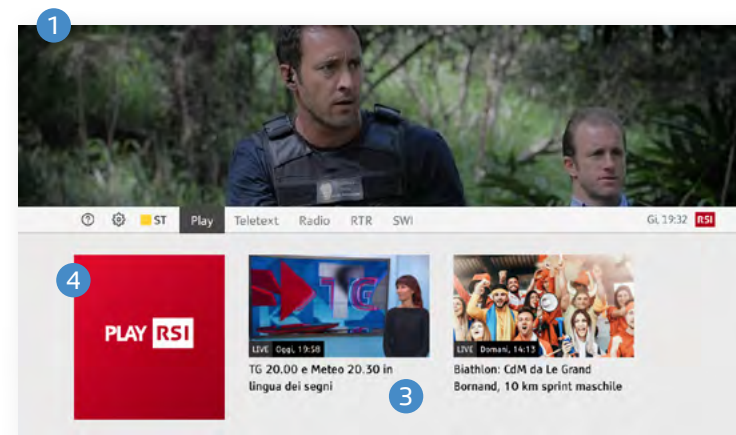 1
ST Play Teletext Radio RTR SWI Gi, 19:32 RSI
4
PLAY RSI
TG
LIVE Oggi, 19:58
LIVE Domani, 14:13
TG 20.00 e Meteo 20.30 in
lingua dei segni
Biathlon: CdM da Le Grand
Bornand, 10 km sprint maschile
3